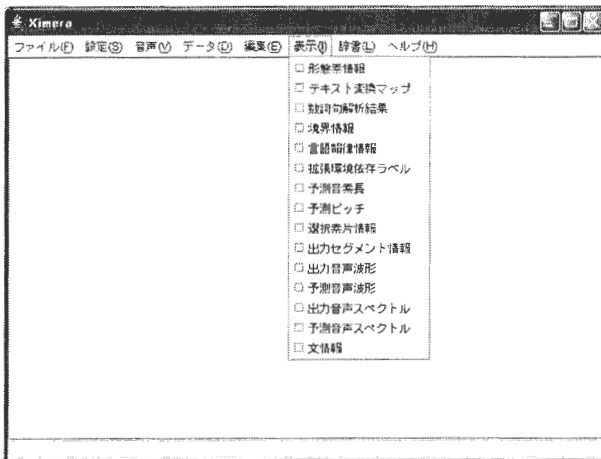 Ximera
ファイル(F) 設定(S) 音声(V) データ(D) 編集(E) 表示(I) 辞書(L) ヘルプ(H)
形態素情報
テキスト変換マップ
数詞句解析結果
境界情報
言語韻律情報
拡張環境依存ラベル
予測音素長
予測ピッチ
選択素片情報
出力セグメント情報
出力音声波形
予測音声波形
出力音声スペクトル
予測音声スペクトル
文情報